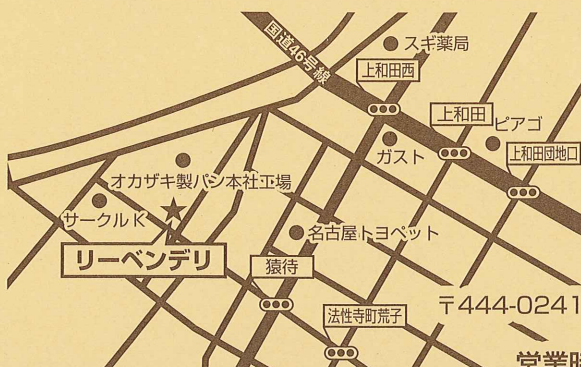 国道46号線
スギ薬局
上和田西
上和田
ピアゴ
ガスト
上和田団地口
オカザキ製パン本社工場
サークルK
リーベンデリ
名古屋トヨペット
猿待
法性寺町荒子
〒444-0241
営業時